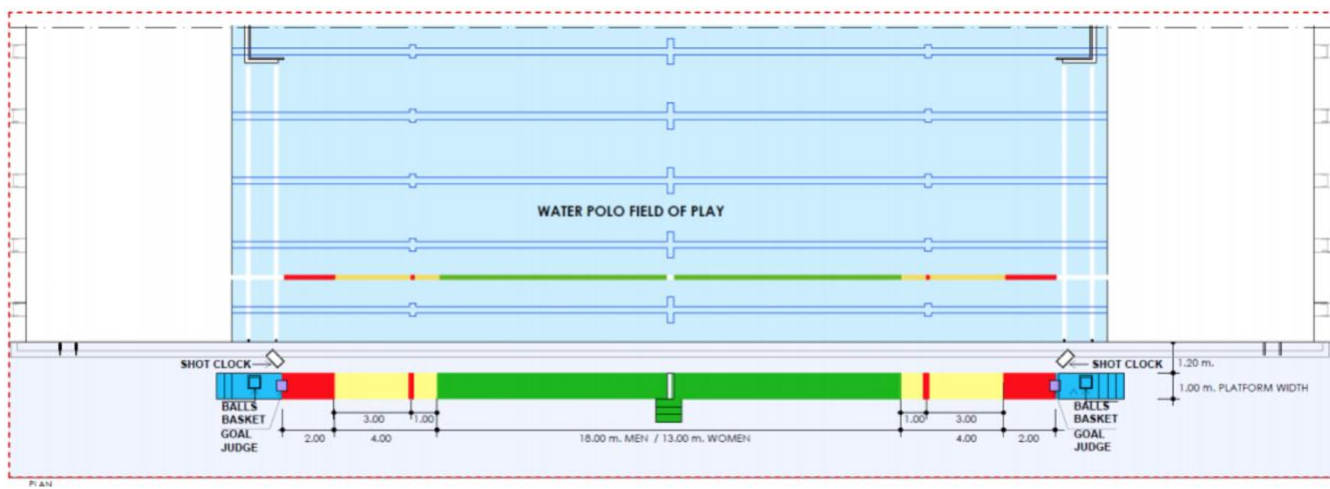 WATER POLO FIELD OF PLAY
SHOT CLOCK
SHOT CLOCK
1.20 m.
1.00 m. PLATFORM WIDTH
BALLS
BASKET
GOAL
JUDGE
3.00
1.00
1.00
3.00
BALLS
BASKET
GOAL
JUDGE
2.00
4.00
18.00 m. MEN / 13.00 m. WOMEN
4.00
2.00
PLAN